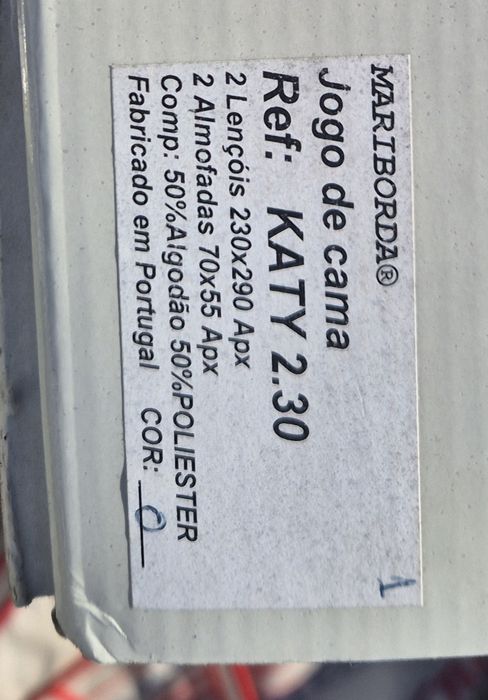 MARIBORDA®
Jogo de cama
Ref: KATY 2.30
2 Lençóis 230x290 Apx
2 Almofadas 70x55 Apx
Comp: 50%Algodão 50%POLIESTER
Fabricado em Portugal COR: 0
1